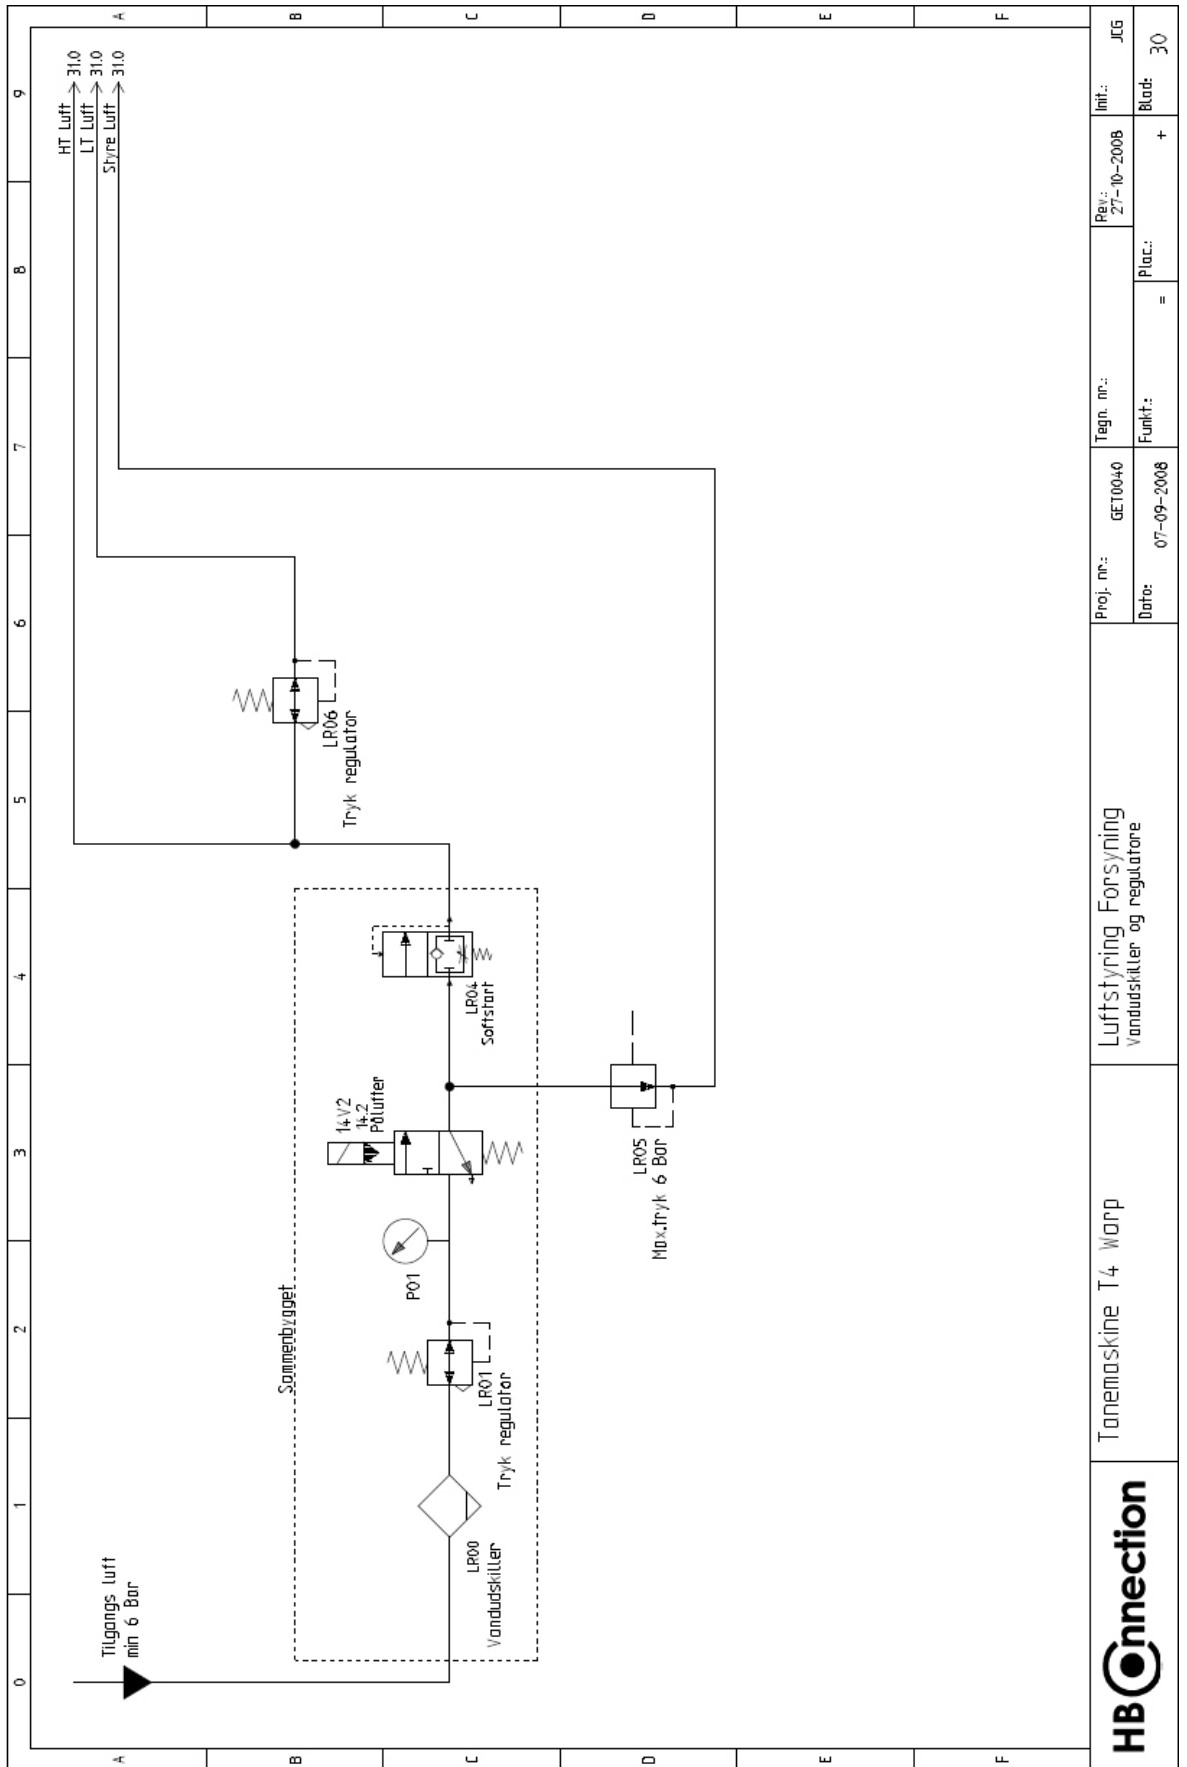 0 1 2 3 4 5 6 7 8 9
A
B
C
D
E
F
A
B
C
D
E
F
Tilgangs luft
min 6 Bar
HT Luft 31.0
LT Luft 31.0
Styre Luft 31.0
Sammenbygget
LR00
Vandudskiller
LR01
Tryk regulator
P01
14V2
14.2
Pålufter
LR04
Softstart
LR05
Max.tryk 6 Bar
LR06
Tryk regulator
HB Connection
Tanemaskine T4 Warp
Luftstyring Forsyning
Vandudskiller og regulatore
Proj. nr.: GET0040
Tegn. nr.:
Rev.: 27-10-2008
Init.: JCG
Dato: 07-09-2008
Funkt.: =
Plac.: +
Blad: 30